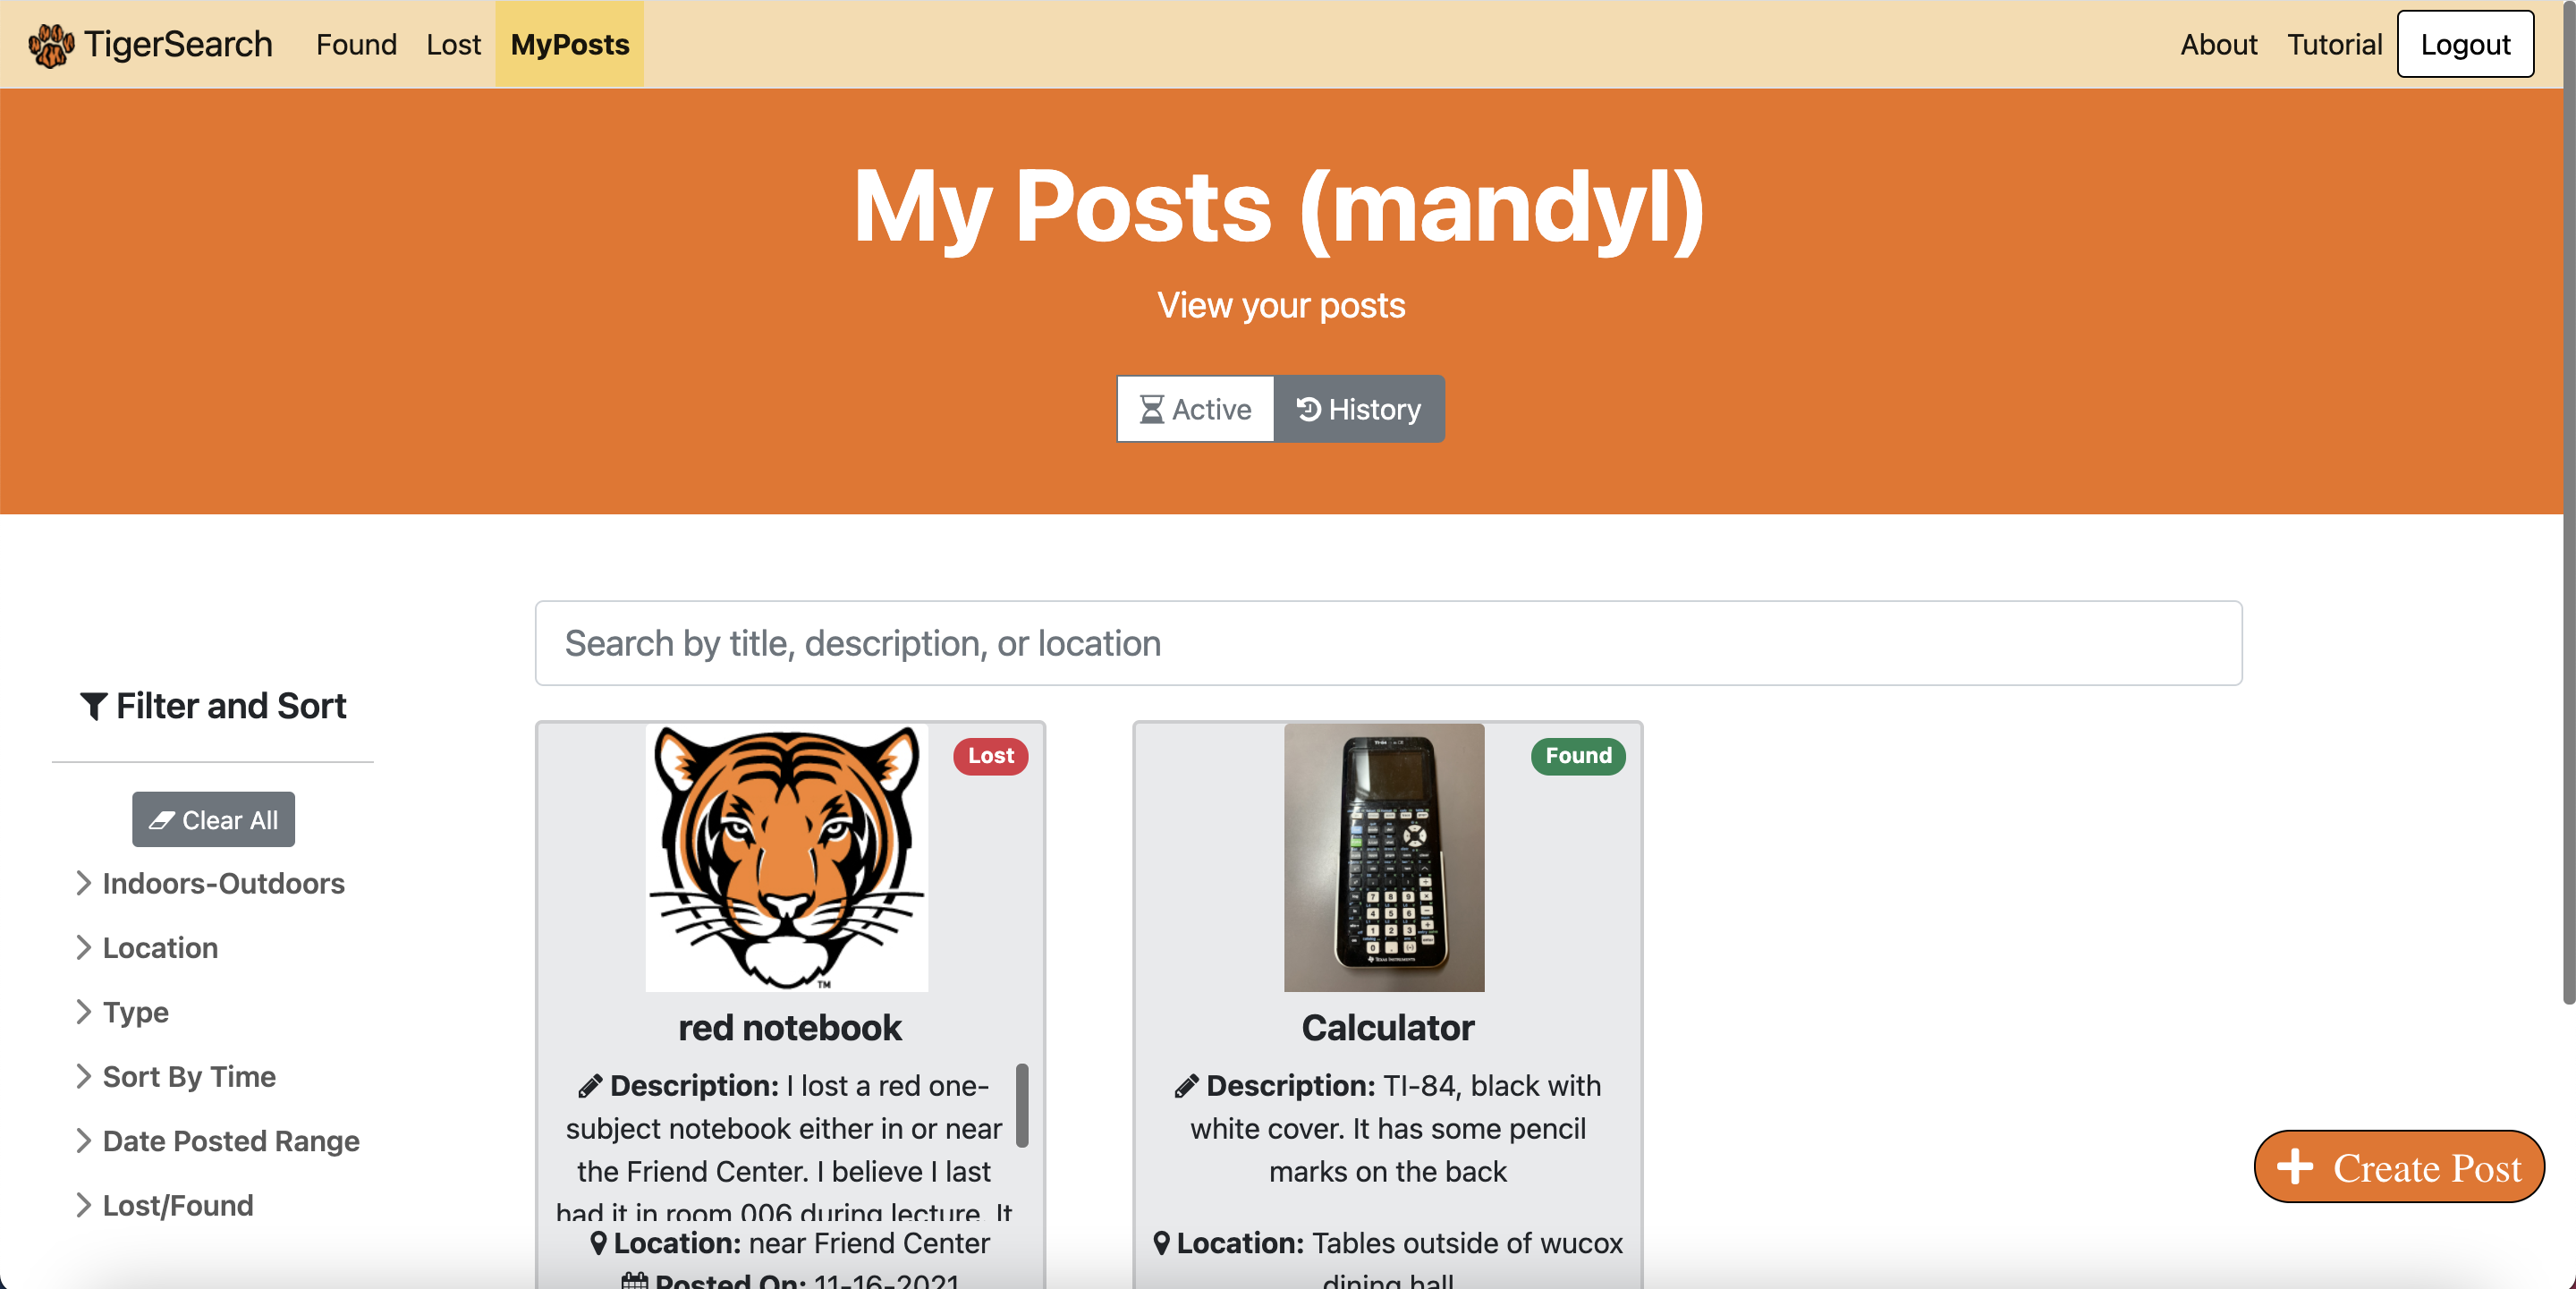 TigerSearch Found Lost MyPosts About Tutorial Logout
My Posts (mandyl)
View your posts
Active History
Search by title, description, or location
Filter and Sort
Clear All
Indoors-Outdoors
Location
Type
Sort By Time
Date Posted Range
Lost/Found
Lost
TM
red notebook
Description: I lost a red one-
subject notebook either in or near
the Friend Center. I believe I last
had it in room 006 during lecture. It
Location: near Friend Center
Posted On: 11-16-2021
Found
Calculator
Description: TI-84, black with
white cover. It has some pencil
marks on the back
Location: Tables outside of wucox
dining hall
Create Post